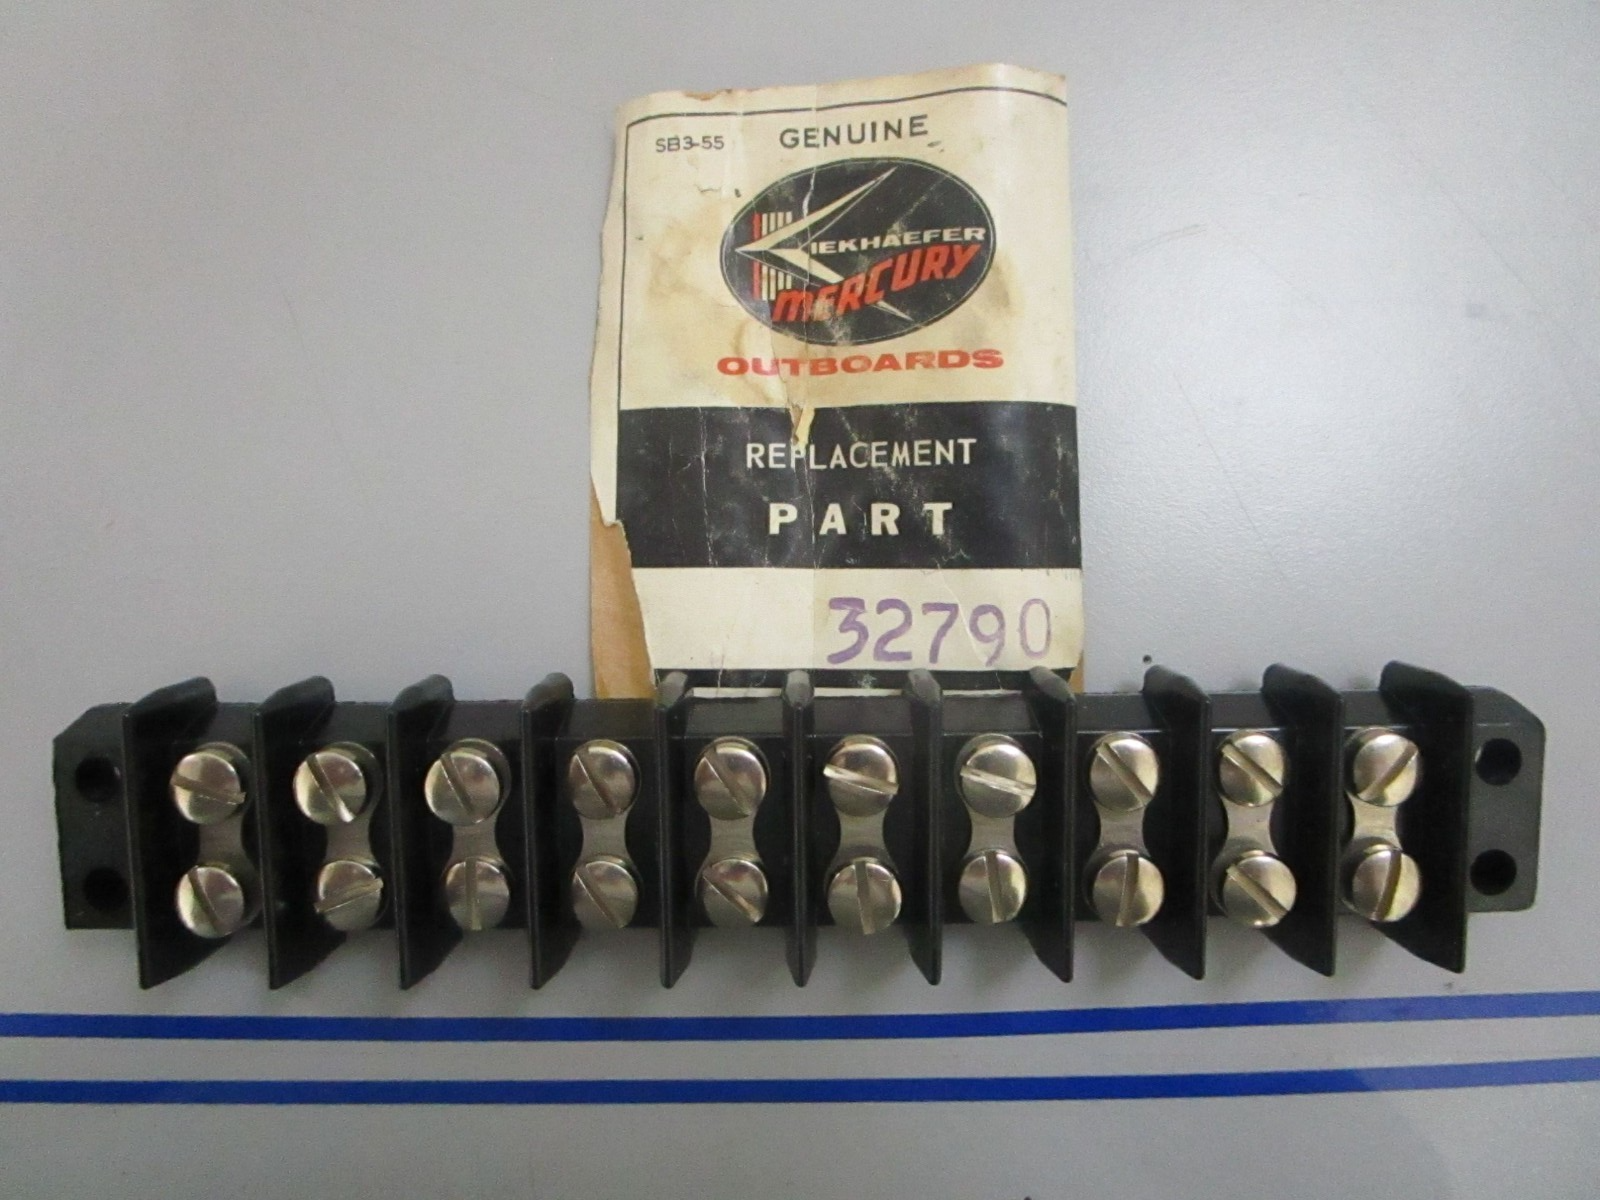 SB3-55 GENUINE
KIEKHAEFER
MERCURY
OUTBOARDS
REPLACEMENT
PART
32790